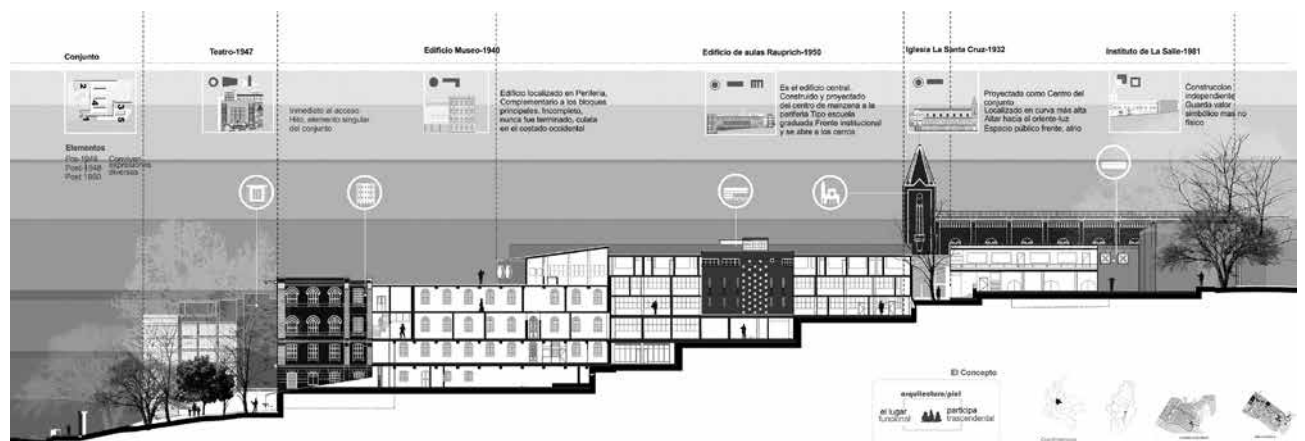 Conjunto
Elementos
Pre-1948
Post-1948
Post 1950
Conviven
expresiones
diversas
Teatro-1947
Inmediato al acceso
Hito, elemento singular
del conjunto
Edificio Museo-1940
Edificio localizado en Periferia.
Complementario a los bloques
principales. Incompleto,
nunca fue terminado, culata
en el costado occidental
Edificio de aulas Rauprich-1950
Es el edificio central.
Construido y proyectado
del centro de manzana a la
periferia Tipo escuela
graduada Frente institucional
y se abre a los cerros
Iglesia La Santa Cruz-1932
Proyectada como Centro del
conjunto
Localizado en curva más alta
Altar hacia el oriente-luz
Espacio público frente, atrio
Instituto de La Salle-1981
Construccion
independiente
Guarda valor
simbólico mas no
físico
El Concepto
arquitectura/piel
el lugar
funcional
participa
trascendental